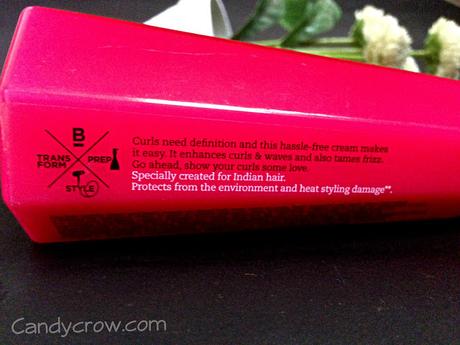 B
TRANS
FORM
PREP
STYLE
Curls need definition and this hassle-free cream makes
it easy. It enhances curls & waves and also tames frizz.
Go ahead, show your curls some love.
Specially created for Indian hair.
Protects from the environment and heat styling damage**.
Candycrow.com